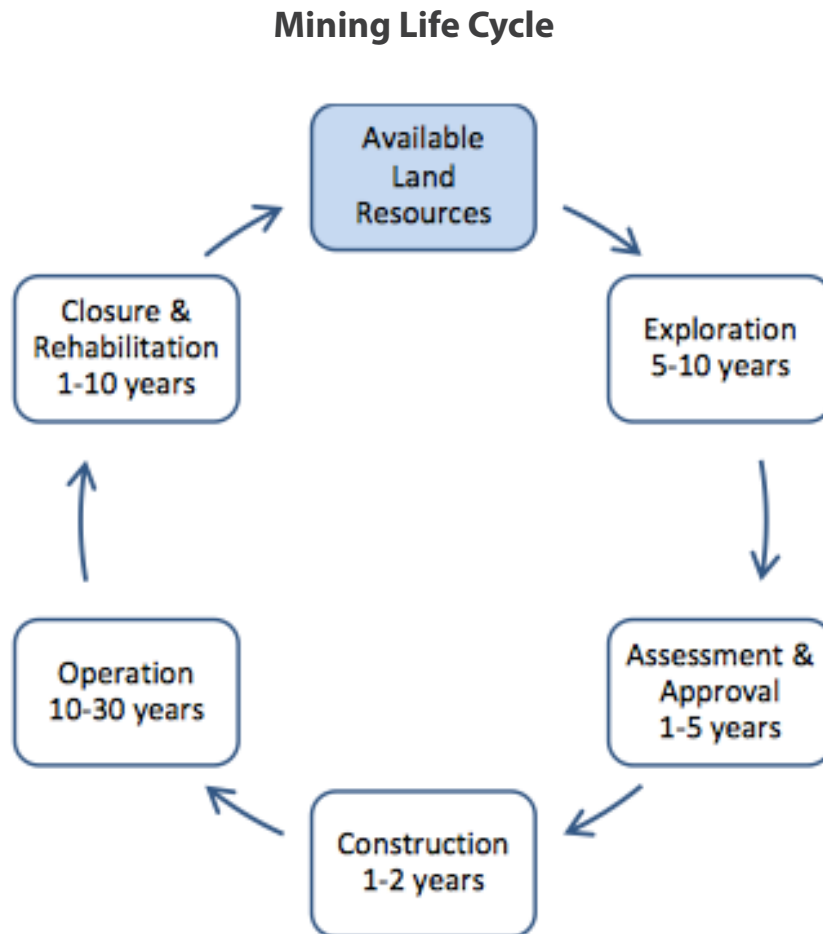 Mining Life Cycle
Available
Land
Resources
Exploration
5-10 years
Assessment &
Approval
1-5 years
Construction
1-2 years
Operation
10-30 years
Closure &
Rehabilitation
1-10 years